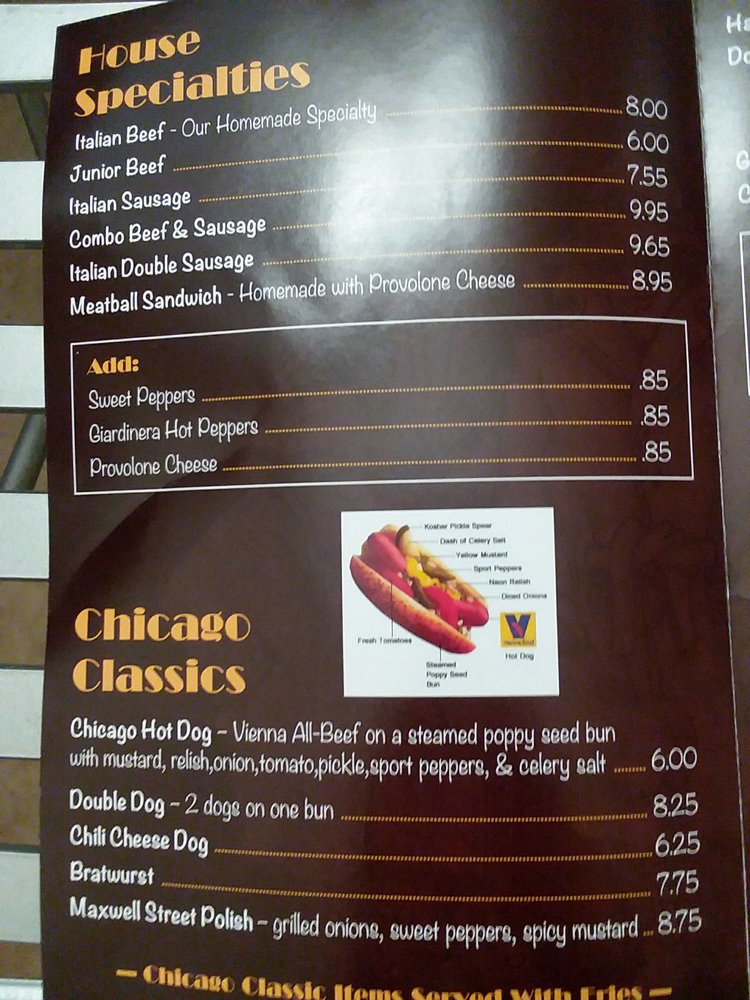 House
Specialties
Italian Beef - Our Homemade Specialty 8.00
Junior Beef 6.00
Italian Sausage 7.55
Combo Beef & Sausage 9.95
Italian Double Sausage 9.65
Meatball Sandwich - Homemade with Provolone Cheese 8.95
Add:
Sweet Peppers .85
Giardinera Hot Peppers .85
Provolone Cheese .85
Kosher Pickle Spear
Dash of Celery Salt
Yellow Mustard
Sport Peppers
Neon Relish
Diced Onions
Fresh Tomatoes
Vienna Beef
Hot Dog
Steamed
Poppy Seed
Bun
Chicago
Classics
Chicago Hot Dog – Vienna All-Beef on a steamed poppy seed bun
with mustard, relish,onion,tomato,pickle,sport peppers, & celery salt 6.00
Double Dog – 2 dogs on one bun 8.25
Chili Cheese Dog 6.25
Bratwurst 7.75
Maxwell Street Polish – grilled onions, sweet peppers, spicy mustard 8.75
— Chicago Classic Items Served With Fries —